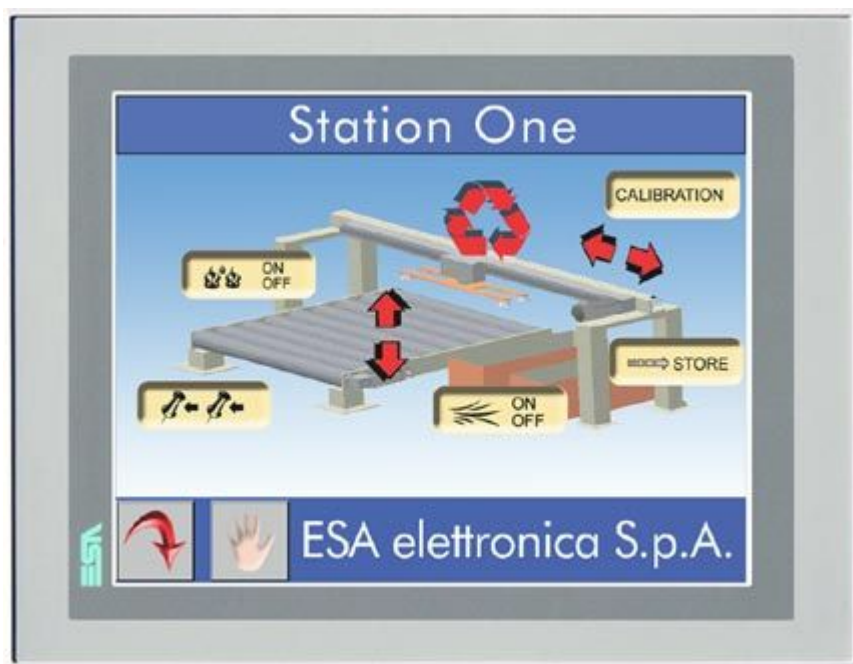 Station One
CALIBRATION
ON
OFF
STORE
ON
OFF
ESA elettronica S.p.A.
ESA